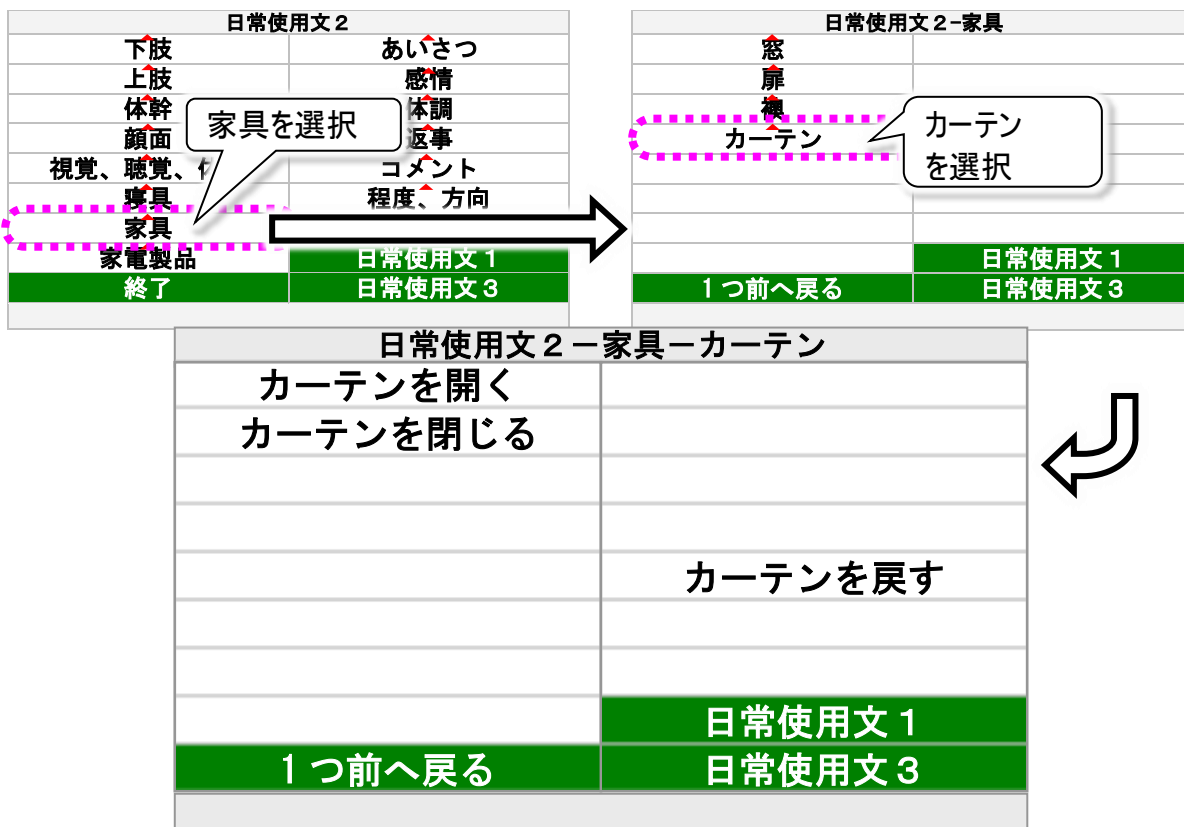 日常使用文２
下肢 あいさつ
上肢 感情
体幹 体調
顔面 返事
視覚、聴覚、 コメント
寝具 程度、方向
家具
家電製品 日常使用文１
終了 日常使用文３
家具を選択
日常使用文２-家具
窓
扉
襖
カーテン
日常使用文１
１つ前へ戻る 日常使用文３
カーテン
を選択
日常使用文２－家具－カーテン
カーテンを開く
カーテンを閉じる
カーテンを戻す
日常使用文１
１つ前へ戻る 日常使用文３